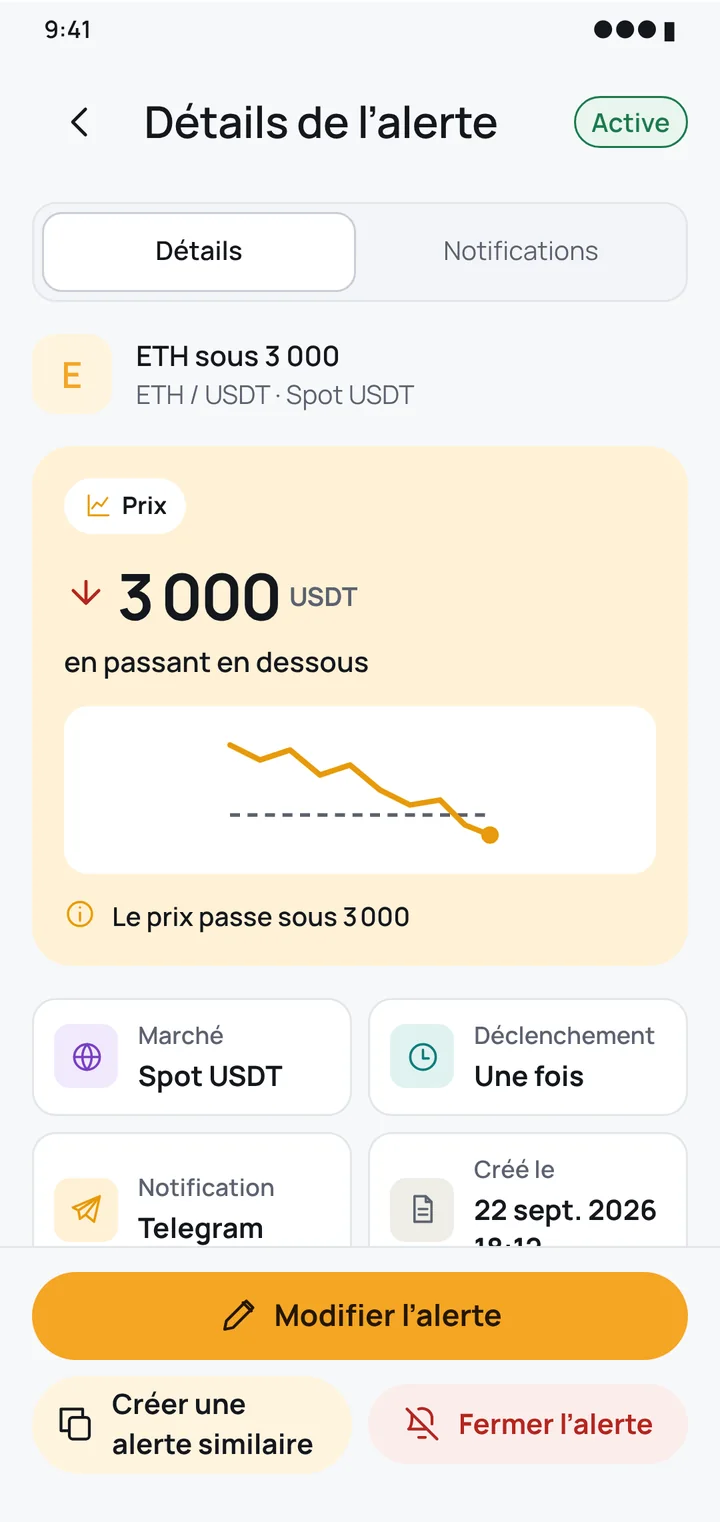 9:41
Détails de l’alerte
Active
Détails
Notifications
E
ETH sous 3 000
ETH / USDT · Spot USDT
Prix
3 000 USDT
en passant en dessous
Le prix passe sous 3 000
Marché
Spot USDT
Déclenchement
Une fois
Notification
Telegram
Créé le
22 sept. 2026
Modifier l’alerte
Créer une
alerte similaire
Fermer l’alerte